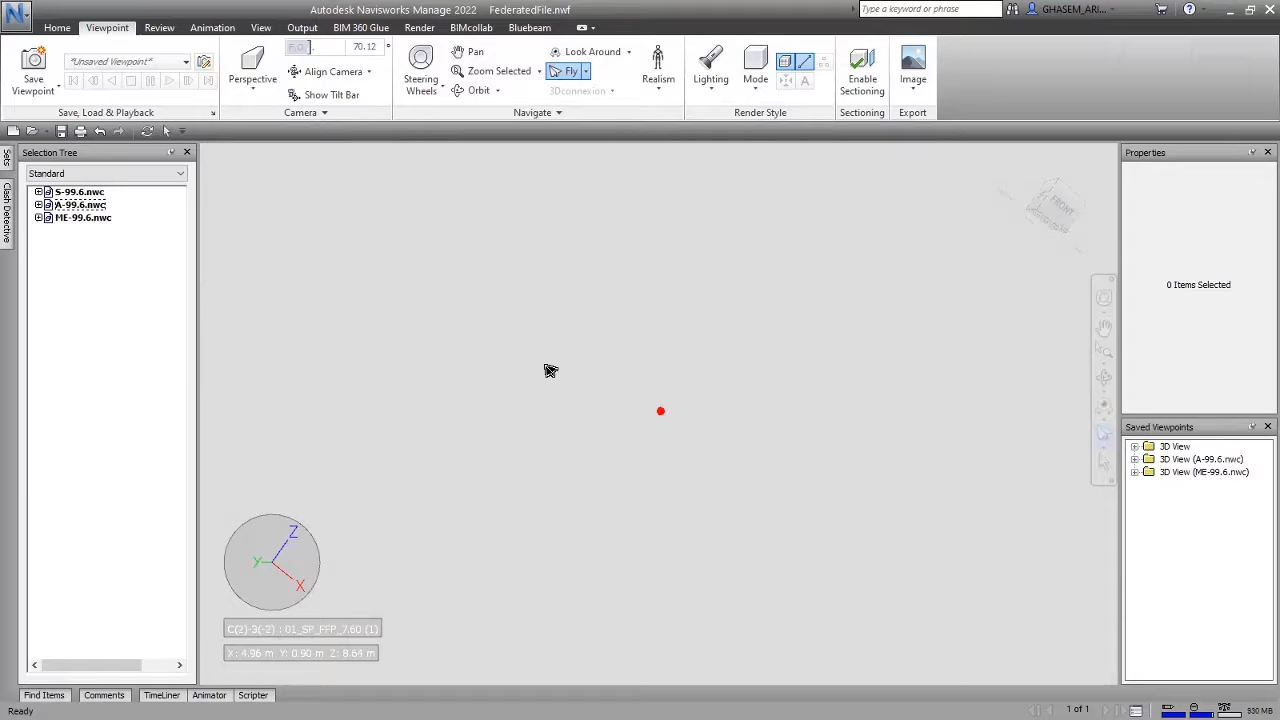 Autodesk Navisworks Manage 2022 FederatedFile.nwf
Type a keyword or phrase
GHASEM_ARI...
Home Viewpoint Review Animation View Output BIM 360 Glue Render BIMcollab Bluebeam
Save Viewpoint
*Unsaved Viewpoint*
Save, Load & Playback
Perspective
F.O. 70.12
Align Camera
Show Tilt Bar
Camera
Steering Wheels
Pan
Zoom Selected
Orbit
Look Around
Fly
3Dconnexion
Navigate
Realism
Lighting
Mode
Render Style
Enable Sectioning
Sectioning
Image
Export
Selection Tree
Standard
S-99.6.nwc
A-99.6.nwc
ME-99.6.nwc
Sets
Clash Detective
FRONT
Z
Y
X
C(2)-3(-2) : 01_SP_FFP_7.60 (1)
X: 4.96 m Y: 0.90 m Z: 8.64 m
Properties
0 Items Selected
Saved Viewpoints
3D View
3D View (A-99.6.nwc)
3D View (ME-99.6.nwc)
Find Items Comments TimeLiner Animator Scripter
Ready
1 of 1
930 MB